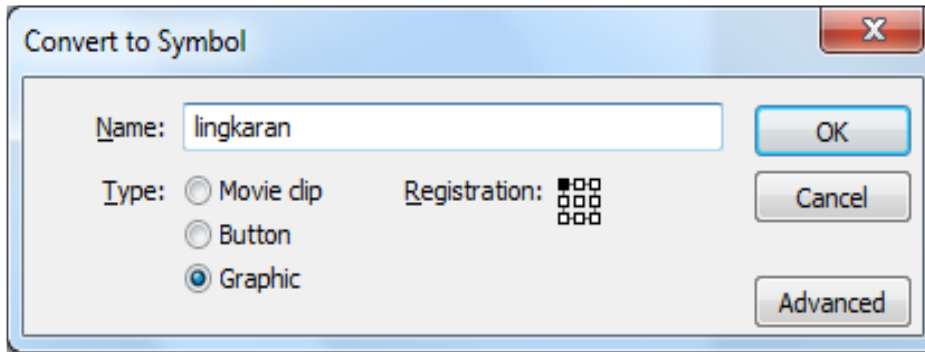 Convert to Symbol
Name: lingkaran
OK
Type: Movie clip Registration: Cancel
Button
Graphic
Advanced